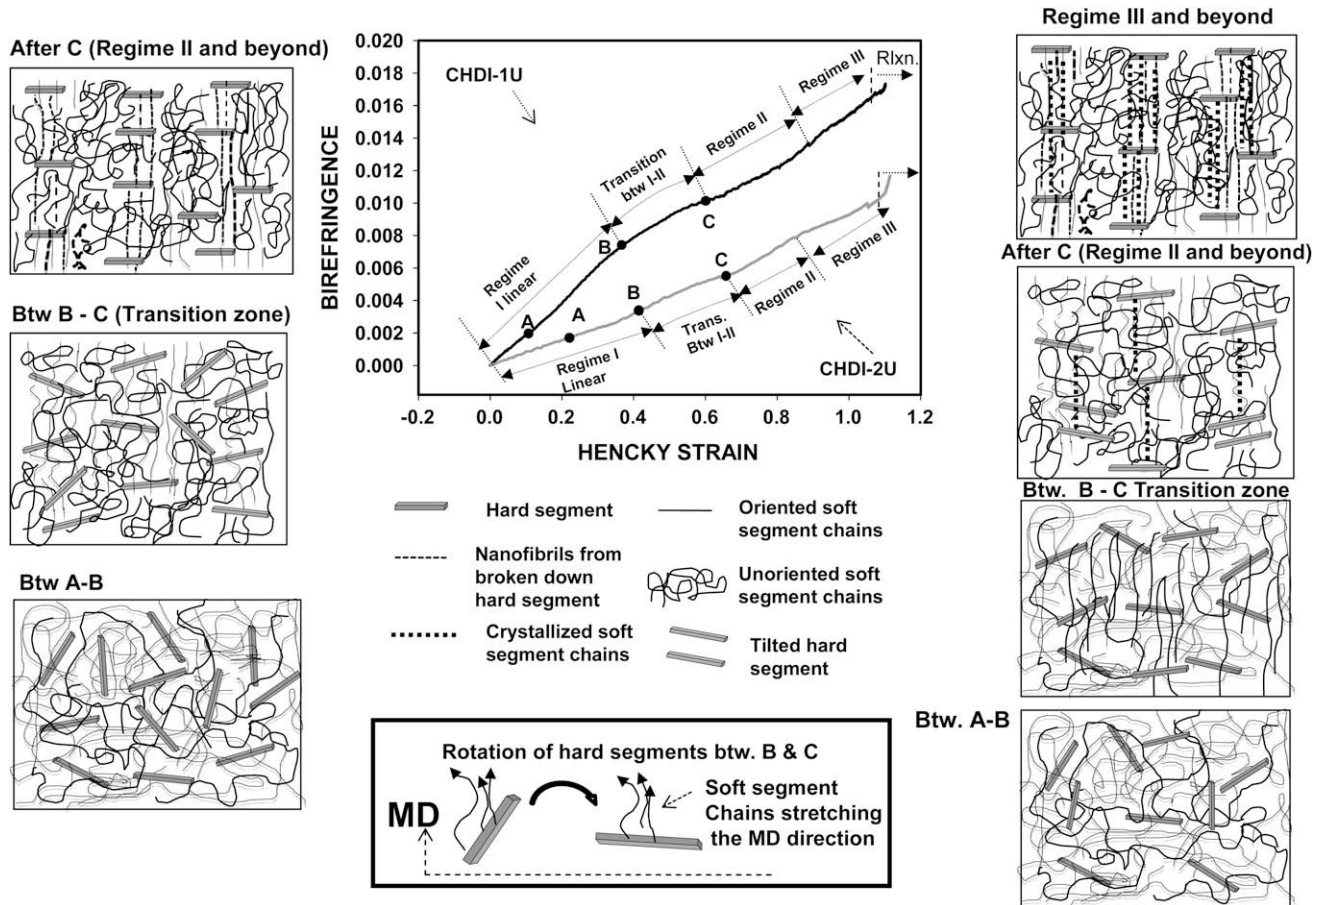 After C (Regime II and beyond)
Btw B - C (Transition zone)
Btw A-B
BIREFRINGENCE
0.020
0.018
0.016
0.014
0.012
0.010
0.008
0.006
0.004
0.002
0.000
CHDI-1U
Regime
I linear
Transition
btw I-II
Regime II
Regime III
Rlxn.
A
B
C
A
B
C
Regime I
Linear
Trans.
Btw I-II
Regime II
Regime III
CHDI-2U
-0.2
0.0
0.2
0.4
0.6
0.8
1.0
1.2
HENCKY STRAIN
Hard segment
Nanofibrils from
broken down
hard segment
Crystallized soft
segment chains
Oriented soft
segment chains
Unoriented soft
segment chains
Tilted hard
segment
Rotation of hard segments btw. B & C
MD
Soft segment
Chains stretching
the MD direction
Regime III and beyond
After C (Regime II and beyond)
Btw. B - C Transition zone
Btw. A-B